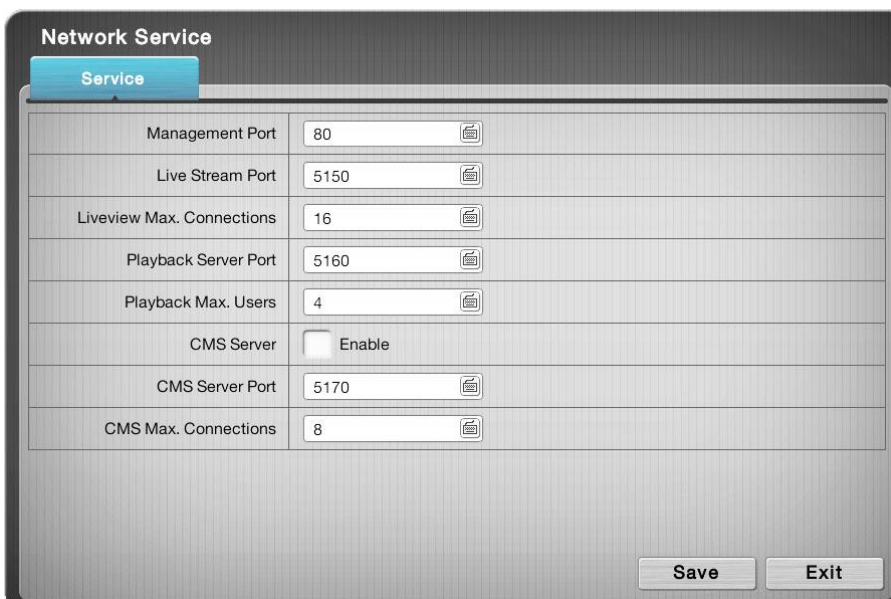 Network Service
Service
Management Port 80
Live Stream Port 5150
Liveview Max. Connections 16
Playback Server Port 5160
Playback Max. Users 4
CMS Server Enable
CMS Server Port 5170
CMS Max. Connections 8
Save Exit